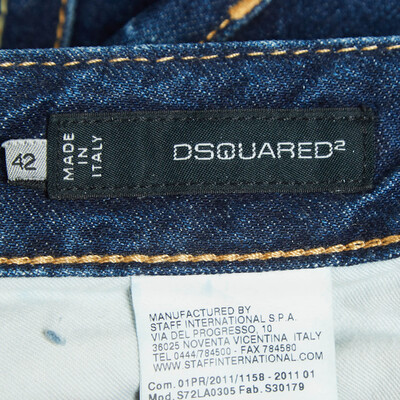 42
MADE
IN
ITALY
DSQUARED²
MANUFACTURED BY
STAFF INTERNATIONAL S.P.A.
VIA DEL PROGRESSO, 10
36025 NOVENTA VICENTINA ITALY
TEL 0444/784500 - FAX 784580
WWW.STAFFINTERNATIONAL.COM
Com. 01PR/2011/1158 - 2011 01
Mod. S72LA0305 Fab. S30179